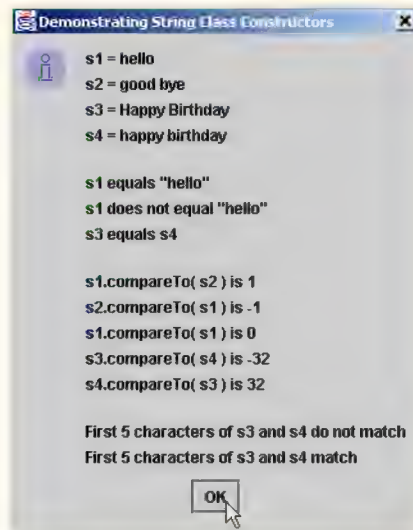 Demonstrating String Class Constructors
s1 = hello
s2 = good bye
s3 = Happy Birthday
s4 = happy birthday
s1 equals "hello"
s1 does not equal "hello"
s3 equals s4
s1.compareTo( s2 ) is 1
s2.compareTo( s1 ) is -1
s1.compareTo( s1 ) is 0
s3.compareTo( s4 ) is -32
s4.compareTo( s3 ) is 32
First 5 characters of s3 and s4 do not match
First 5 characters of s3 and s4 match
OK